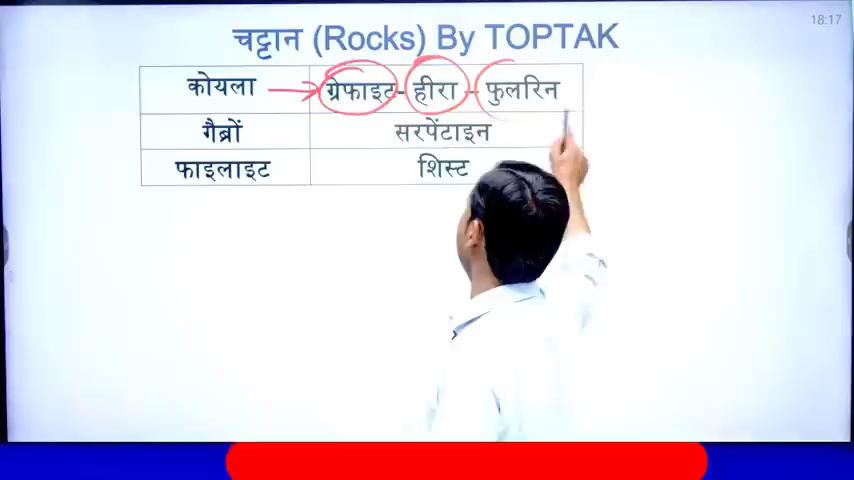 18:17
चट्टान (Rocks) By TOPTAK
कोयला ग्रेफाइट- हीरा - फुलरिन
गैब्रों सरपेंटाइन
फाइलाइट शिस्ट